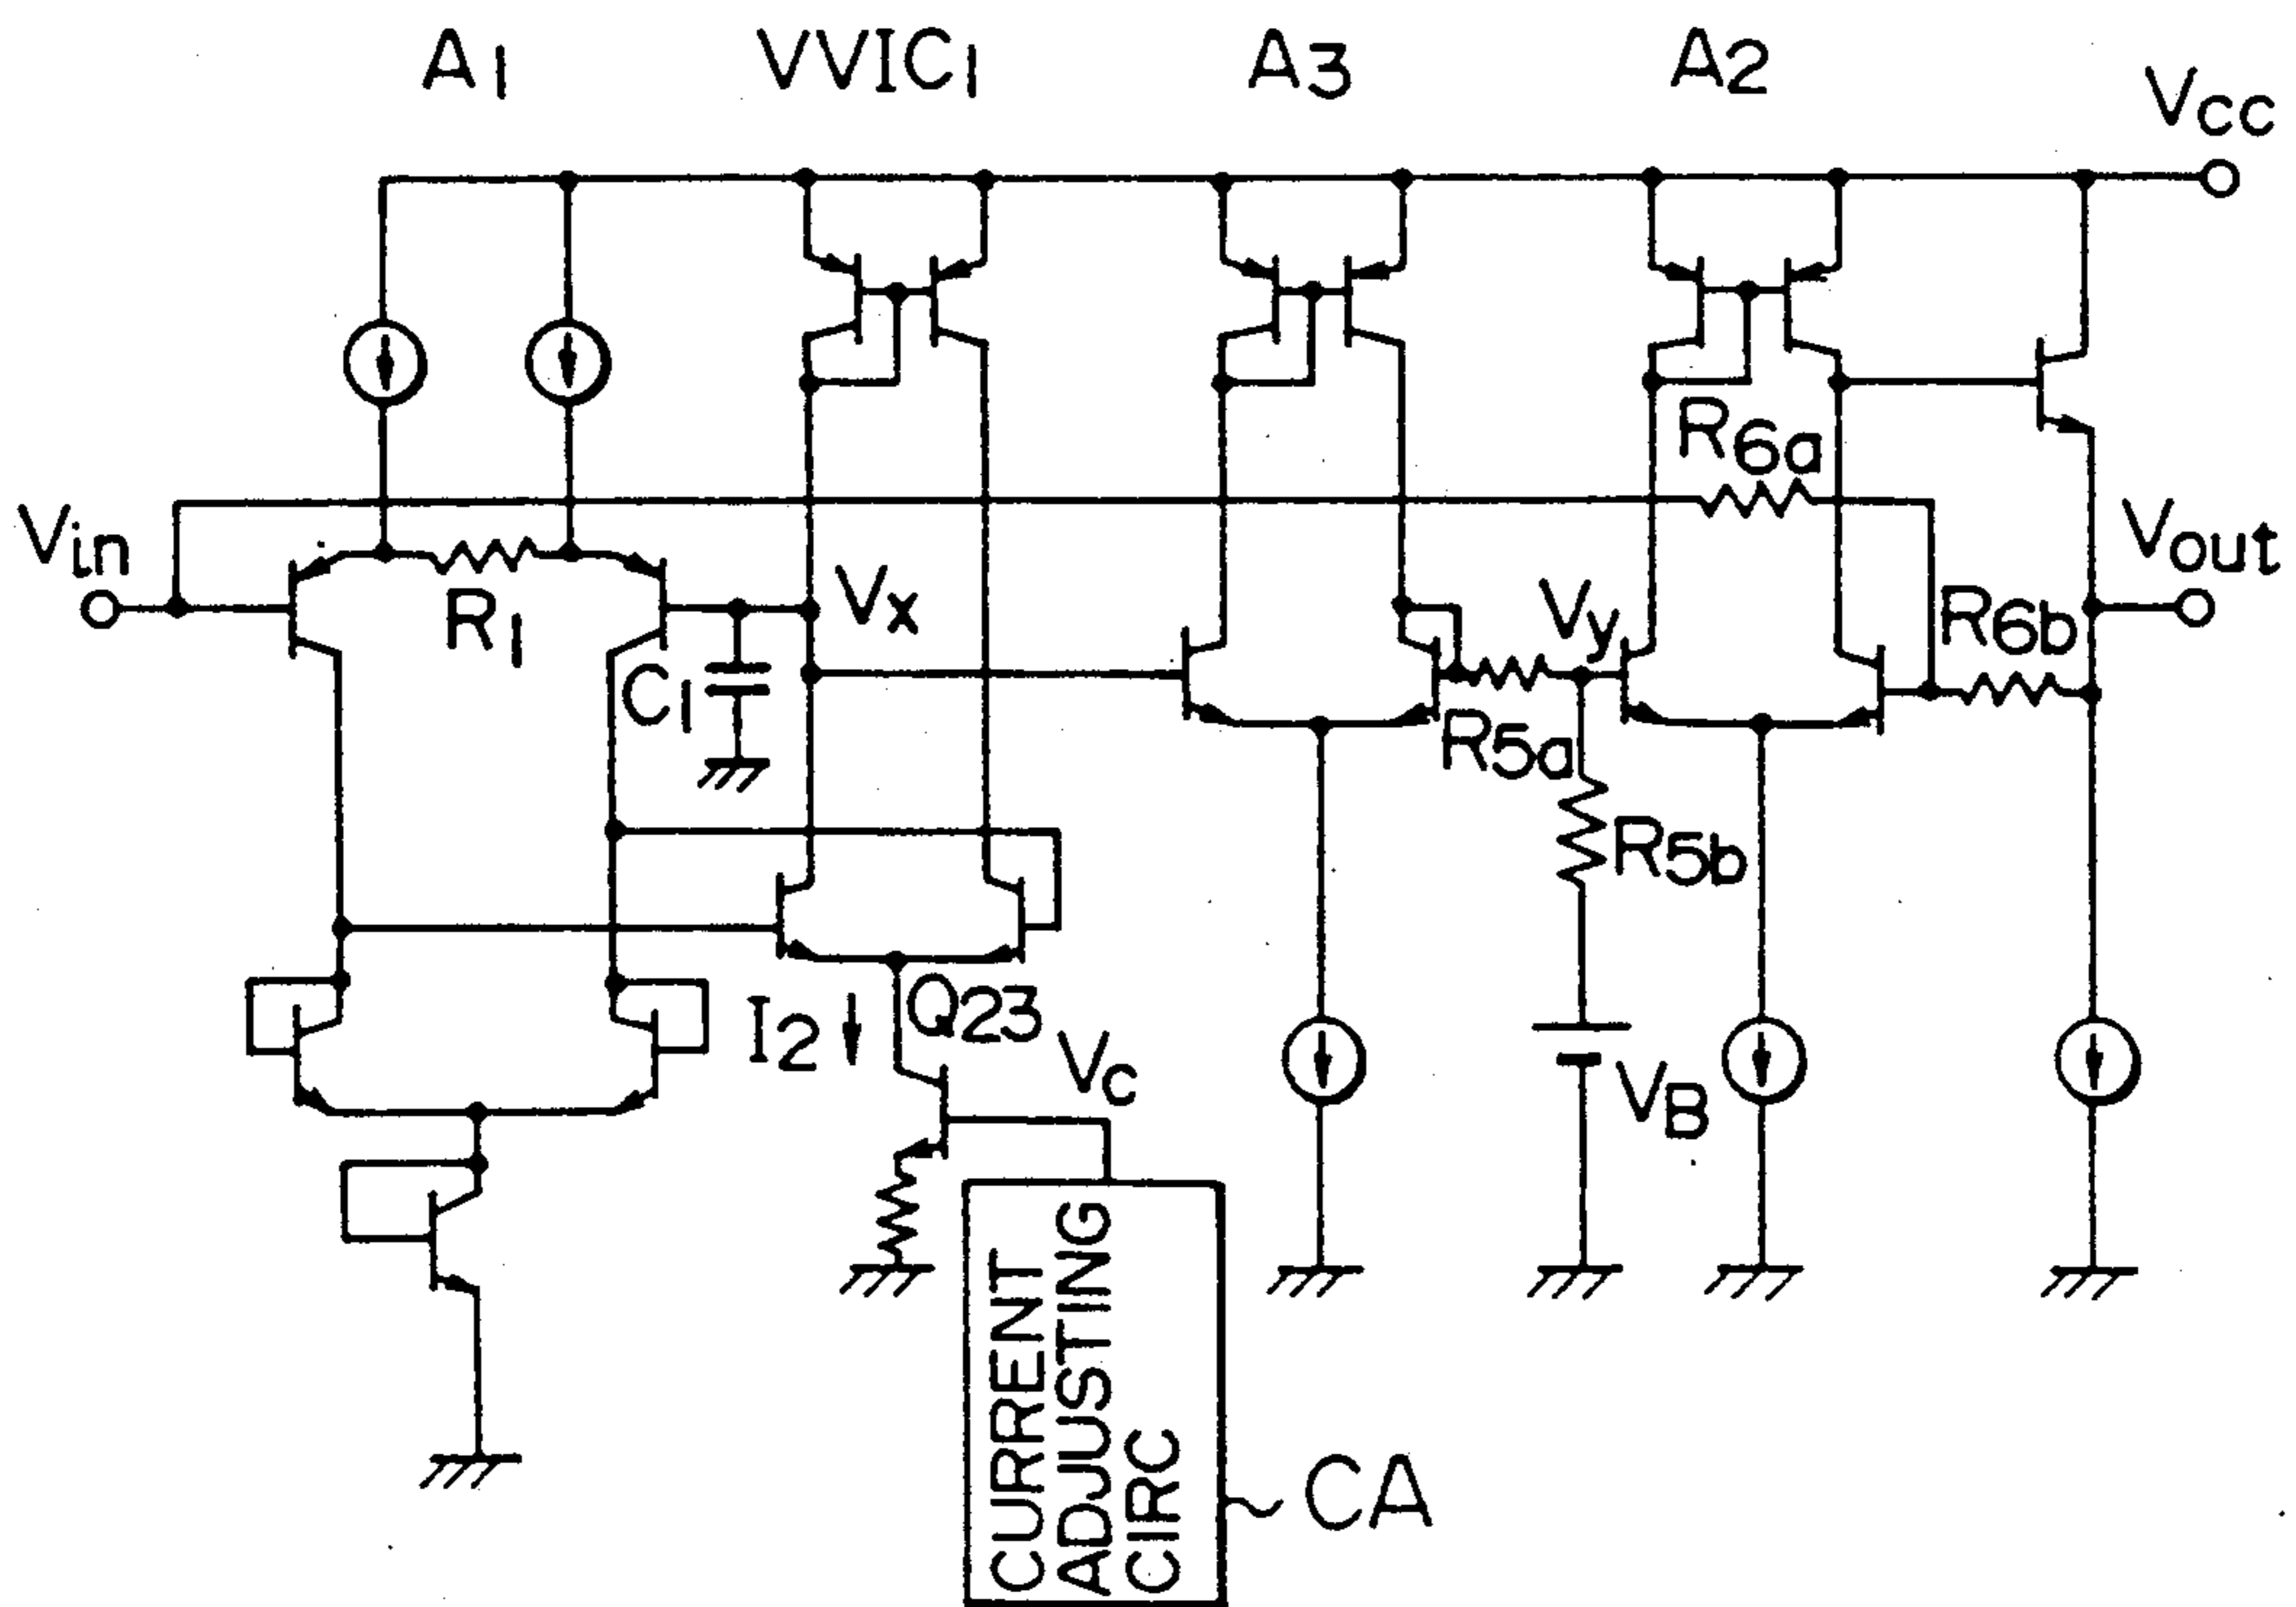 A1 VVIC1 A3 A2
Vcc
R6a
Vin
Vout
R1
Vx
Vy
R6b
C1
R5a
R5b
I2
Q23
Vc
VB
CURRENT
ADJUSTING
CIRC
CA